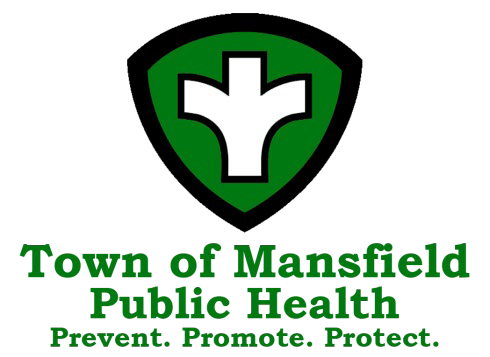 Town of Mansfield
Public Health
Prevent. Promote. Protect.